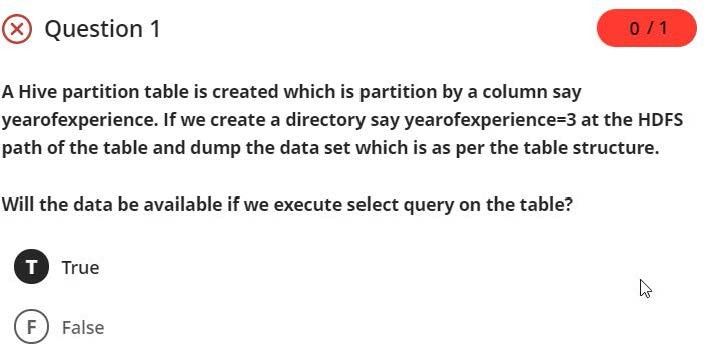 Question 1
0 / 1
A Hive partition table is created which is partition by a column say
yearofexperience. If we create a directory say yearofexperience=3 at the HDFS
path of the table and dump the data set which is as per the table structure.
Will the data be available if we execute select query on the table?
T True
F False